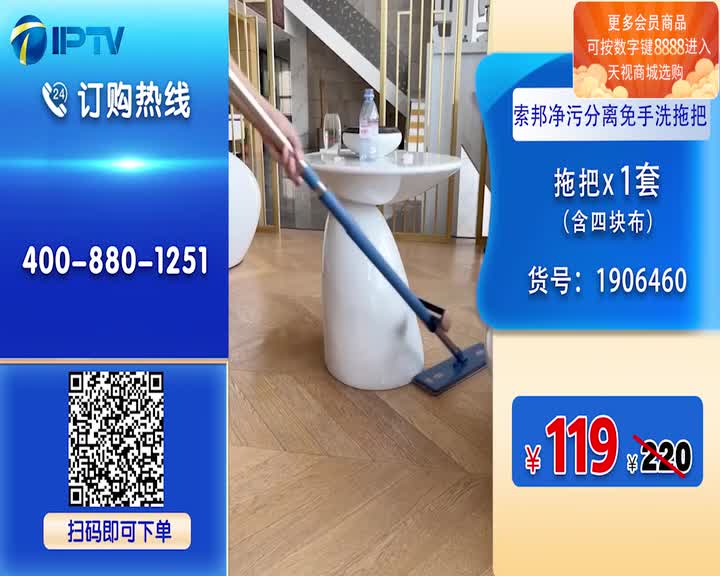 IPTV
24
订购热线
400-880-1251
扫码即可下单
更多会员商品
可按数字键8888进入
天视商城选购
索邦净污分离免手洗拖把
拖把x1套
（含四块布）
货号：1906460
¥119
¥220